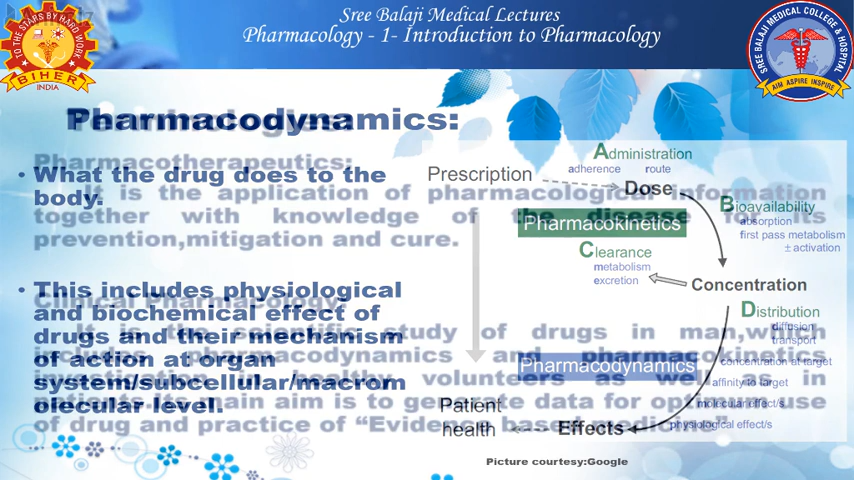 Sree Balaji Medical Lectures
Pharmacology - 1- Introduction to Pharmacology
TO THE STARS BY HARD WORK
BIHER
INDIA
SREE BALAJI MEDICAL COLLEGE & HOSPITAL
AIM ASPIRE INSPIRE
Pharmacodynamics:
• What the drug does to the
body.
• This includes physiological
and biochemical effect of
drugs and their mechanism
of action at organ
system/subcellular/macrom
olecular level.
Pharmacotherapeutics:
It is the application of pharmacological information
together with knowledge of the disease for its
prevention,mitigation and cure.
Clinical Pharmacology:
It is the scientific study of drugs in man,which
pharmacodynamics and pharmacokinetics
healthy volunteers as well as in
patients.Its main aim is to generate data for optimal use
of drug and practice of “Evidence based medicine”
Prescription
Administration
adherence route
Dose
Bioavailability
absorption
first pass metabolism
± activation
Pharmacokinetics
Clearance
metabolism
excretion
Concentration
Distribution
diffusion
transport
Pharmacodynamics
concentration at target
affinity to target
molecular effect/s
physiological effect/s
Patient
health
Effects
Picture courtesy:Google